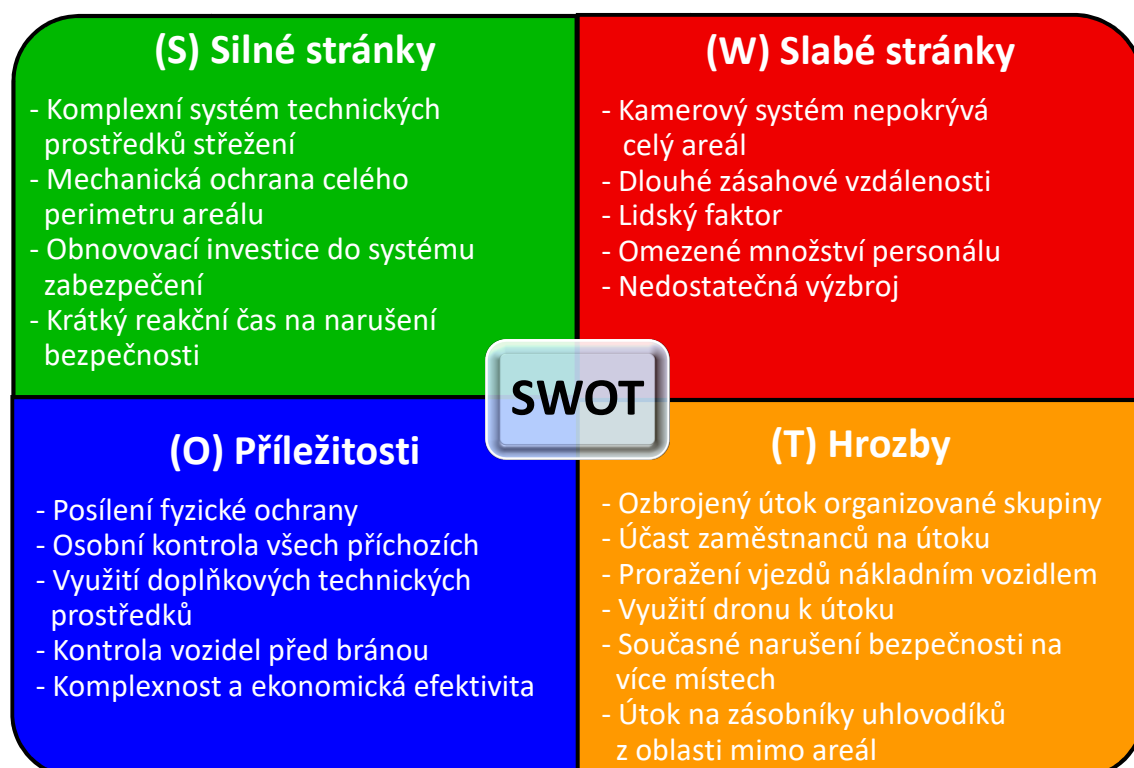 (S) Silné stránky
- Komplexní systém technických
prostředků střežení
- Mechanická ochrana celého
perimetru areálu
- Obnovovací investice do systému
zabezpečení
- Krátký reakční čas na narušení
bezpečnosti
(W) Slabé stránky
- Kamerový systém nepokrývá
celý areál
- Dlouhé zásahové vzdálenosti
- Lidský faktor
- Omezené množství personálu
- Nedostatečná výzbroj
SWOT
(O) Příležitosti
- Posílení fyzické ochrany
- Osobní kontrola všech příchozích
- Využití doplňkových technických
prostředků
- Kontrola vozidel před bránou
- Komplexnost a ekonomická efektivita
(T) Hrozby
- Ozbrojený útok organizované skupiny
- Účast zaměstnanců na útoku
- Proražení vjezdů nákladním vozidlem
- Využití dronu k útoku
- Současné narušení bezpečnosti na
více místech
- Útok na zásobníky uhlovodíků
z oblasti mimo areál